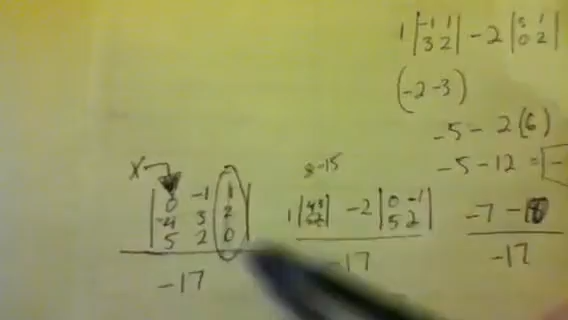 1 |-1 1| - 2 |3 1|
|3 2| |0 2|
(-2 -3)
-5 - 2(6)
-5 - 12 = -
X
8 -15
|0 -1 1|
|-4 3 2|
|5 2 0|
-17
1 |-4 3| -2 |0 -1|
|5 2| |5 2|
-17
-7 - 10
-17